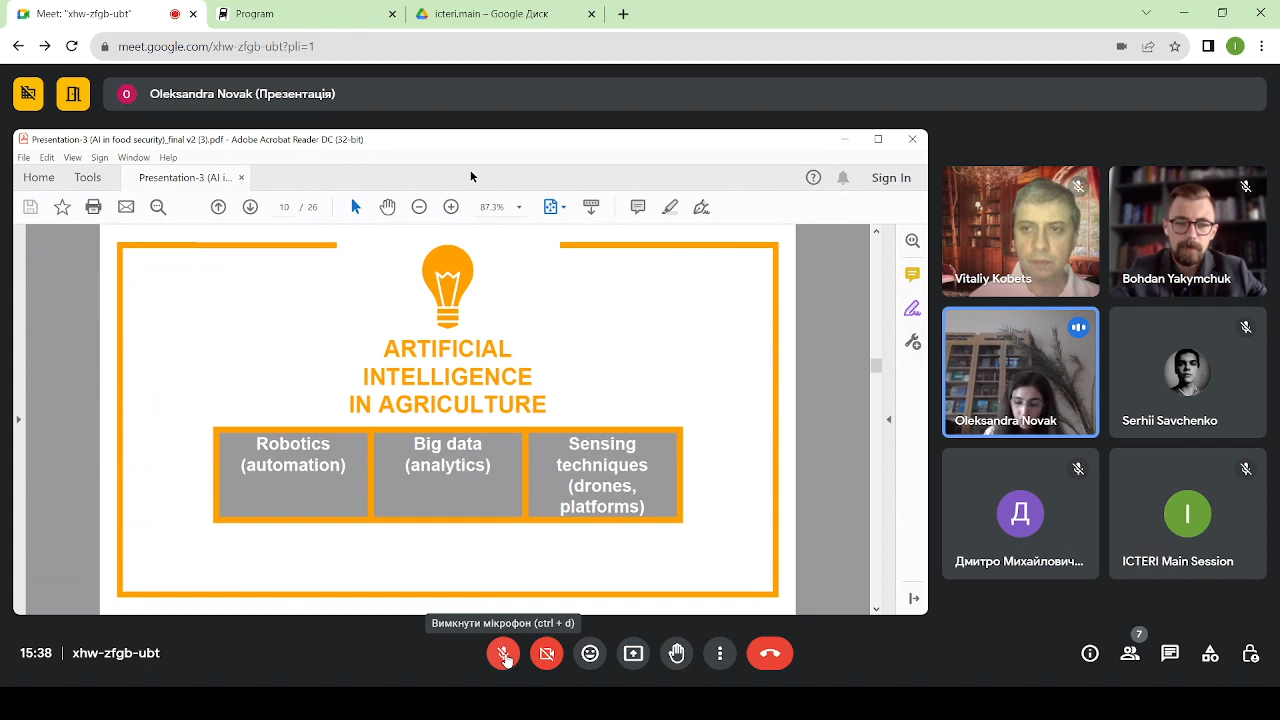 Meet: "xhw-zfgb-ubt"
Program
icteri.main – Google Диск
meet.google.com/xhw-zfgb-ubt?pli=1
I
O
Oleksandra Novak (Презентація)
Presentation-3 (AI in food security)_final v2 (3).pdf - Adobe Acrobat Reader DC (32-bit)
File Edit View Sign Window Help
Home Tools Presentation-3 (AI i... Sign In
10 / 26 87.3%
ARTIFICIAL
INTELLIGENCE
IN AGRICULTURE
Robotics
(automation)
Big data
(analytics)
Sensing
techniques
(drones,
platforms)
Vitaliy Kobets
Bohdan Yakymchuk
Oleksandra Novak
Serhii Savchenko
Д
Дмитро Михайлович...
I
ICTERI Main Session
Вимкнути мікрофон (ctrl + d)
15:38 xhw-zfgb-ubt
7